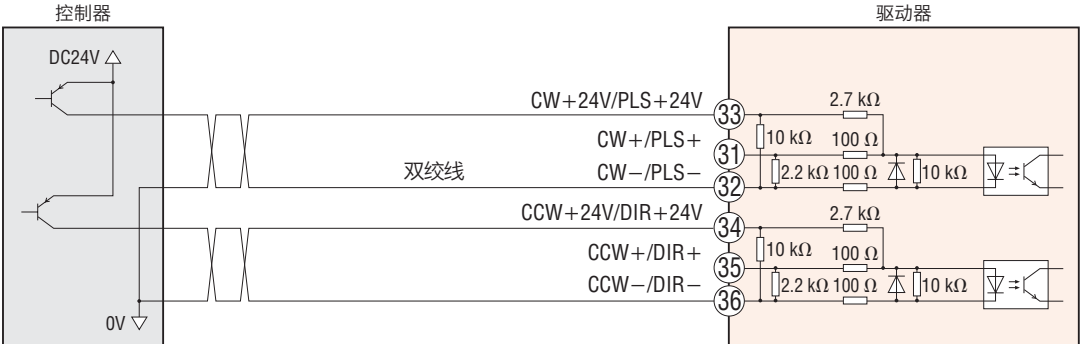 控制器
驱动器
DC24V
CW+24V/PLS+24V
33
2.7 kΩ
10 kΩ
CW+/PLS+
31
100 Ω
双绞线
CW−/PLS−
32
2.2 kΩ
100 Ω
10 kΩ
CCW+24V/DIR+24V
34
2.7 kΩ
10 kΩ
CCW+/DIR+
35
100 Ω
CCW−/DIR−
36
2.2 kΩ
100 Ω
10 kΩ
0V